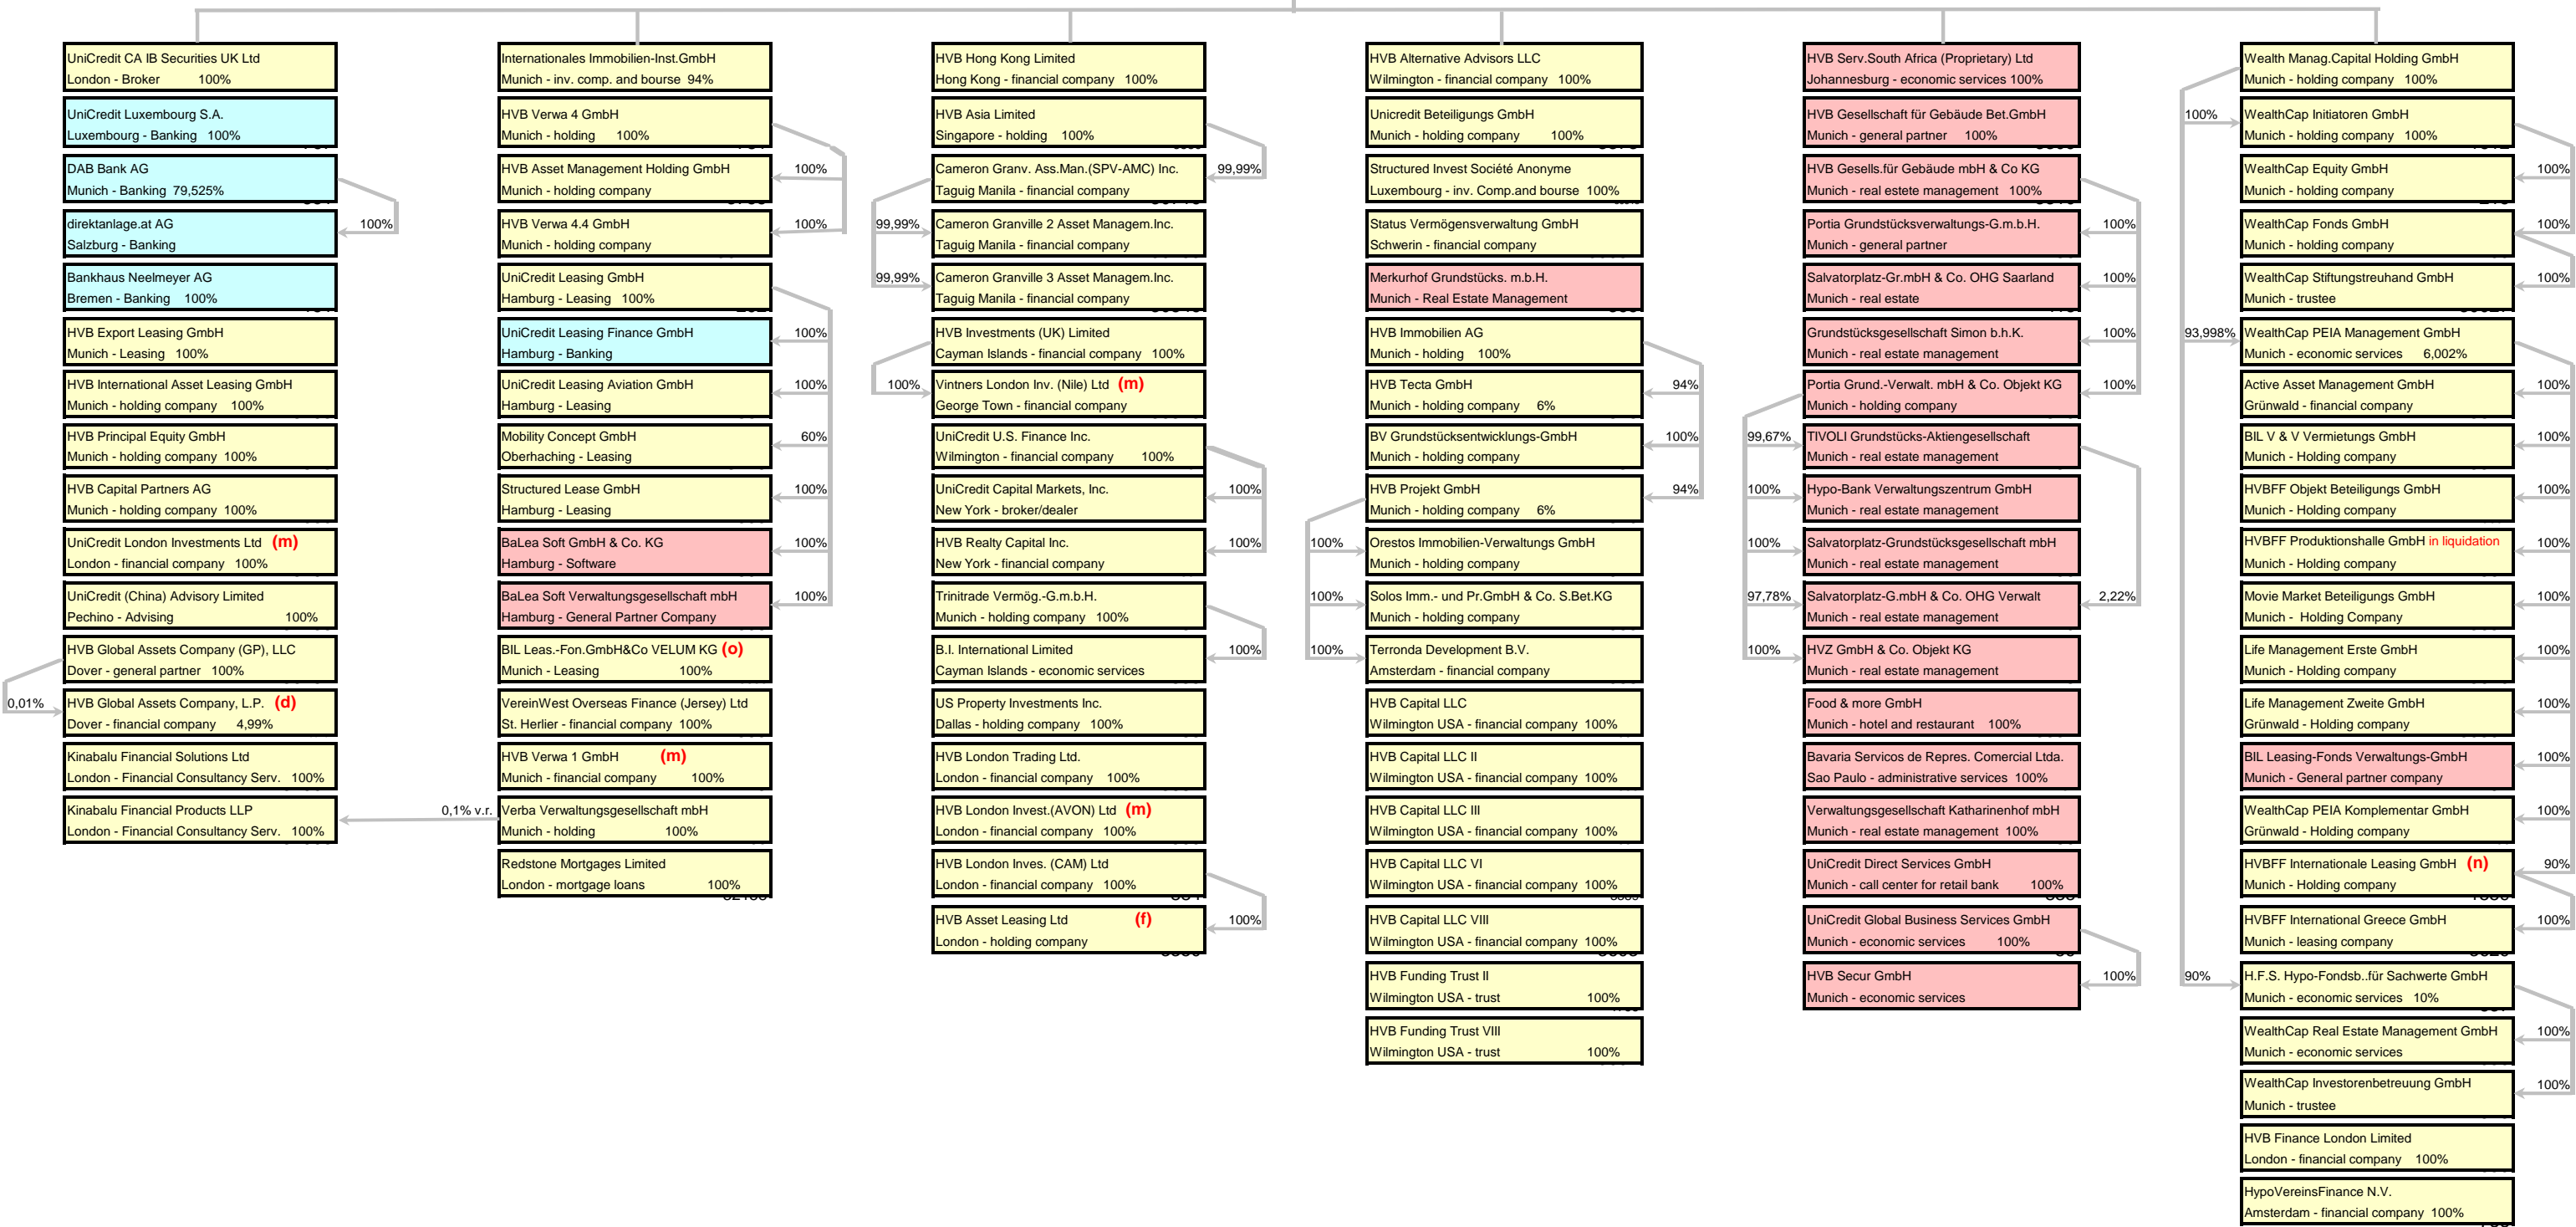 UniCredit CA IB Securities UK Ltd
London - Broker 100%
UniCredit Luxembourg S.A.
Luxembourg - Banking 100%
DAB Bank AG
Munich - Banking 79,525%
direktanlage.at AG
Salzburg - Banking
100%
Bankhaus Neelmeyer AG
Bremen - Banking 100%
HVB Export Leasing GmbH
Munich - Leasing 100%
HVB International Asset Leasing GmbH
Munich - holding company 100%
HVB Principal Equity GmbH
Munich - holding company 100%
HVB Capital Partners AG
Munich - holding company 100%
UniCredit London Investments Ltd (m)
London - financial company 100%
UniCredit (China) Advisory Limited
Pechino - Advising 100%
HVB Global Assets Company (GP), LLC
Dover - general partner 100%
0,01%
HVB Global Assets Company, L.P. (d)
Dover - financial company 4,99%
Kinabalu Financial Solutions Ltd
London - Financial Consultancy Serv. 100%
Kinabalu Financial Products LLP
London - Financial Consultancy Serv. 100%
0,1% v.r.
Internationales Immobilien-Inst.GmbH
Munich - inv. comp. and bourse 94%
HVB Verwa 4 GmbH
Munich - holding 100%
HVB Asset Management Holding GmbH
Munich - holding company
100%
HVB Verwa 4.4 GmbH
Munich - holding company
100%
UniCredit Leasing GmbH
Hamburg - Leasing 100%
UniCredit Leasing Finance GmbH
Hamburg - Banking
100%
UniCredit Leasing Aviation GmbH
Hamburg - Leasing
100%
Mobility Concept GmbH
Oberhaching - Leasing
60%
Structured Lease GmbH
Hamburg - Leasing
100%
BaLea Soft GmbH & Co. KG
Hamburg - Software
100%
BaLea Soft Verwaltungsgesellschaft mbH
Hamburg - General Partner Company
100%
BIL Leas.-Fon.GmbH&Co VELUM KG (o)
Munich - Leasing 100%
VereinWest Overseas Finance (Jersey) Ltd
St. Herlier - financial company 100%
HVB Verwa 1 GmbH (m)
Munich - financial company 100%
Verba Verwaltungsgesellschaft mbH
Munich - holding 100%
Redstone Mortgages Limited
London - mortgage loans 100%
HVB Hong Kong Limited
Hong Kong - financial company 100%
HVB Asia Limited
Singapore - holding 100%
Cameron Granv. Ass.Man.(SPV-AMC) Inc.
Taguig Manila - financial company
99,99%
99,99%
Cameron Granville 2 Asset Managem.Inc.
Taguig Manila - financial company
99,99%
Cameron Granville 3 Asset Managem.Inc.
Taguig Manila - financial company
HVB Investments (UK) Limited
Cayman Islands - financial company 100%
100%
Vintners London Inv. (Nile) Ltd (m)
George Town - financial company
UniCredit U.S. Finance Inc.
Wilmington - financial company 100%
UniCredit Capital Markets, Inc.
New York - broker/dealer
100%
HVB Realty Capital Inc.
New York - financial company
100%
Trinitrade Vermög.-G.m.b.H.
Munich - holding company 100%
B.I. International Limited
Cayman Islands - economic services
100%
US Property Investments Inc.
Dallas - holding company 100%
HVB London Trading Ltd.
London - financial company 100%
HVB London Invest.(AVON) Ltd (m)
London - financial company 100%
HVB London Inves. (CAM) Ltd
London - financial company 100%
HVB Asset Leasing Ltd (f)
London - holding company
100%
HVB Alternative Advisors LLC
Wilmington - financial company 100%
Unicredit Beteiligungs GmbH
Munich - holding company 100%
Structured Invest Société Anonyme
Luxembourg - inv. Comp.and bourse 100%
Status Vermögensverwaltung GmbH
Schwerin - financial company
Merkurhof Grundstücks. m.b.H.
Munich - Real Estate Management
HVB Immobilien AG
Munich - holding 100%
HVB Tecta GmbH
Munich - holding company 6%
94%
BV Grundstücksentwicklungs-GmbH
Munich - holding company
100%
HVB Projekt GmbH
Munich - holding company 6%
94%
100%
Orestos Immobilien-Verwaltungs GmbH
Munich - holding company
100%
Solos Imm.- und Pr.GmbH & Co. S.Bet.KG
Munich - holding company
100%
Terronda Development B.V.
Amsterdam - financial company
HVB Capital LLC
Wilmington USA - financial company 100%
HVB Capital LLC II
Wilmington USA - financial company 100%
HVB Capital LLC III
Wilmington USA - financial company 100%
HVB Capital LLC VI
Wilmington USA - financial company 100%
HVB Capital LLC VIII
Wilmington USA - financial company 100%
HVB Funding Trust II
Wilmington USA - trust 100%
HVB Funding Trust VIII
Wilmington USA - trust 100%
HVB Serv.South Africa (Proprietary) Ltd
Johannesburg - economic services 100%
HVB Gesellschaft für Gebäude Bet.GmbH
Munich - general partner 100%
HVB Gesells.für Gebäude mbH & Co KG
Munich - real estate management 100%
Portia Grundstücksverwaltungs-G.m.b.H.
Munich - general partner
100%
Salvatorplatz-Gr.mbH & Co. OHG Saarland
Munich - real estate
100%
Grundstücksgesellschaft Simon b.h.K.
Munich - real estate management
100%
Portia Grund.-Verwalt. mbH & Co. Objekt KG
Munich - holding company
100%
99,67%
TIVOLI Grundstücks-Aktiengesellschaft
Munich - real estate management
100%
Hypo-Bank Verwaltungszentrum GmbH
Munich - real estate management
100%
Salvatorplatz-Grundstücksgesellschaft mbH
Munich - real estate management
97,78%
Salvatorplatz-G.mbH & Co. OHG Verwalt
Munich - real estate management
2,22%
100%
HVZ GmbH & Co. Objekt KG
Munich - real estate management
Food & more GmbH
Munich - hotel and restaurant 100%
Bavaria Servicos de Repres. Comercial Ltda.
Sao Paulo - administrative services 100%
Verwaltungsgesellschaft Katharinenhof mbH
Munich - real estate management 100%
UniCredit Direct Services GmbH
Munich - call center for retail bank 100%
UniCredit Global Business Services GmbH
Munich - economic services 100%
HVB Secur GmbH
Munich - economic services
100%
Wealth Manag.Capital Holding GmbH
Munich - holding company 100%
100%
WealthCap Initiatoren GmbH
Munich - holding company 100%
WealthCap Equity GmbH
Munich - holding company
100%
WealthCap Fonds GmbH
Munich - holding company
100%
WealthCap Stiftungstreuhand GmbH
Munich - trustee
100%
93,998%
WealthCap PEIA Management GmbH
Munich - economic services 6,002%
Active Asset Management GmbH
Grünwald - financial company
100%
BIL V & V Vermietungs GmbH
Munich - Holding company
100%
HVBFF Objekt Beteiligungs GmbH
Munich - Holding company
100%
HVBFF Produktionshalle GmbH in liquidation
Munich - Holding company
100%
Movie Market Beteiligungs GmbH
Munich - Holding Company
100%
Life Management Erste GmbH
Munich - Holding company
100%
Life Management Zweite GmbH
Grünwald - Holding company
100%
BIL Leasing-Fonds Verwaltungs-GmbH
Munich - General partner company
100%
WealthCap PEIA Komplementar GmbH
Grünwald - Holding company
100%
HVBFF Internationale Leasing GmbH (n)
Munich - Holding company
90%
HVBFF International Greece GmbH
Munich - leasing company
100%
90%
H.F.S. Hypo-Fondsb..für Sachwerte GmbH
Munich - economic services 10%
WealthCap Real Estate Management GmbH
Munich - economic services
100%
WealthCap Investorenbetreuung GmbH
Munich - trustee
100%
HVB Finance London Limited
London - financial company 100%
HypoVereinsFinance N.V.
Amsterdam - financial company 100%